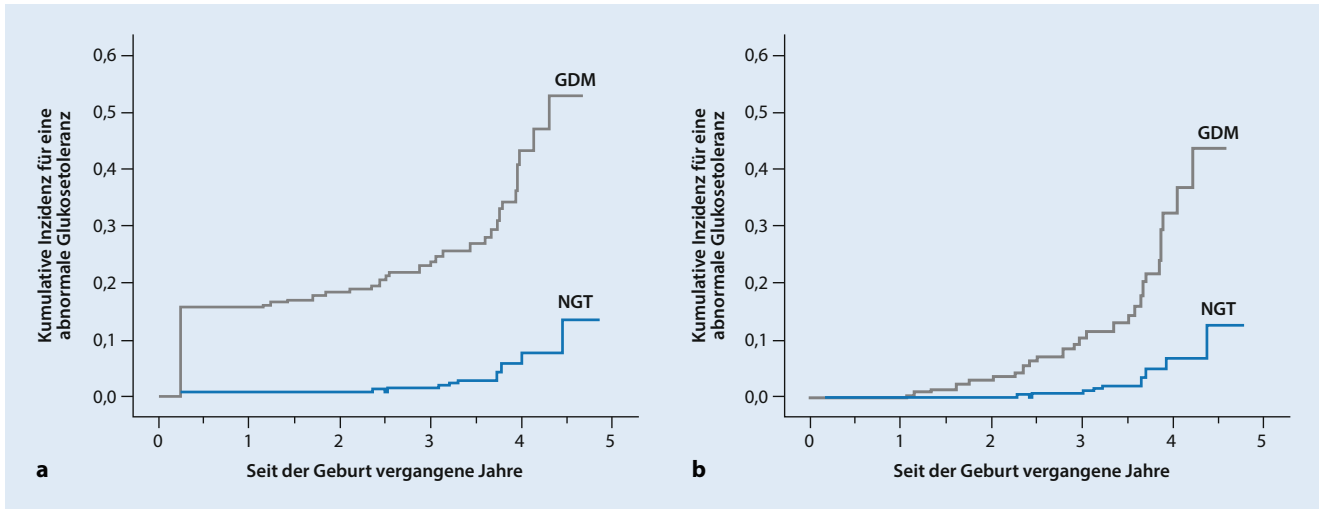 Kumulative Inzidenz für eine
abnormale Glukosetoleranz
0,6
0,5
0,4
0,3
0,2
0,1
0,0
GDM
NGT
0
1
2
3
4
5
Seit der Geburt vergangene Jahre
a
Kumulative Inzidenz für eine
abnormale Glukosetoleranz
0,6
0,5
0,4
0,3
0,2
0,1
0,0
GDM
NGT
0
1
2
3
4
5
Seit der Geburt vergangene Jahre
b